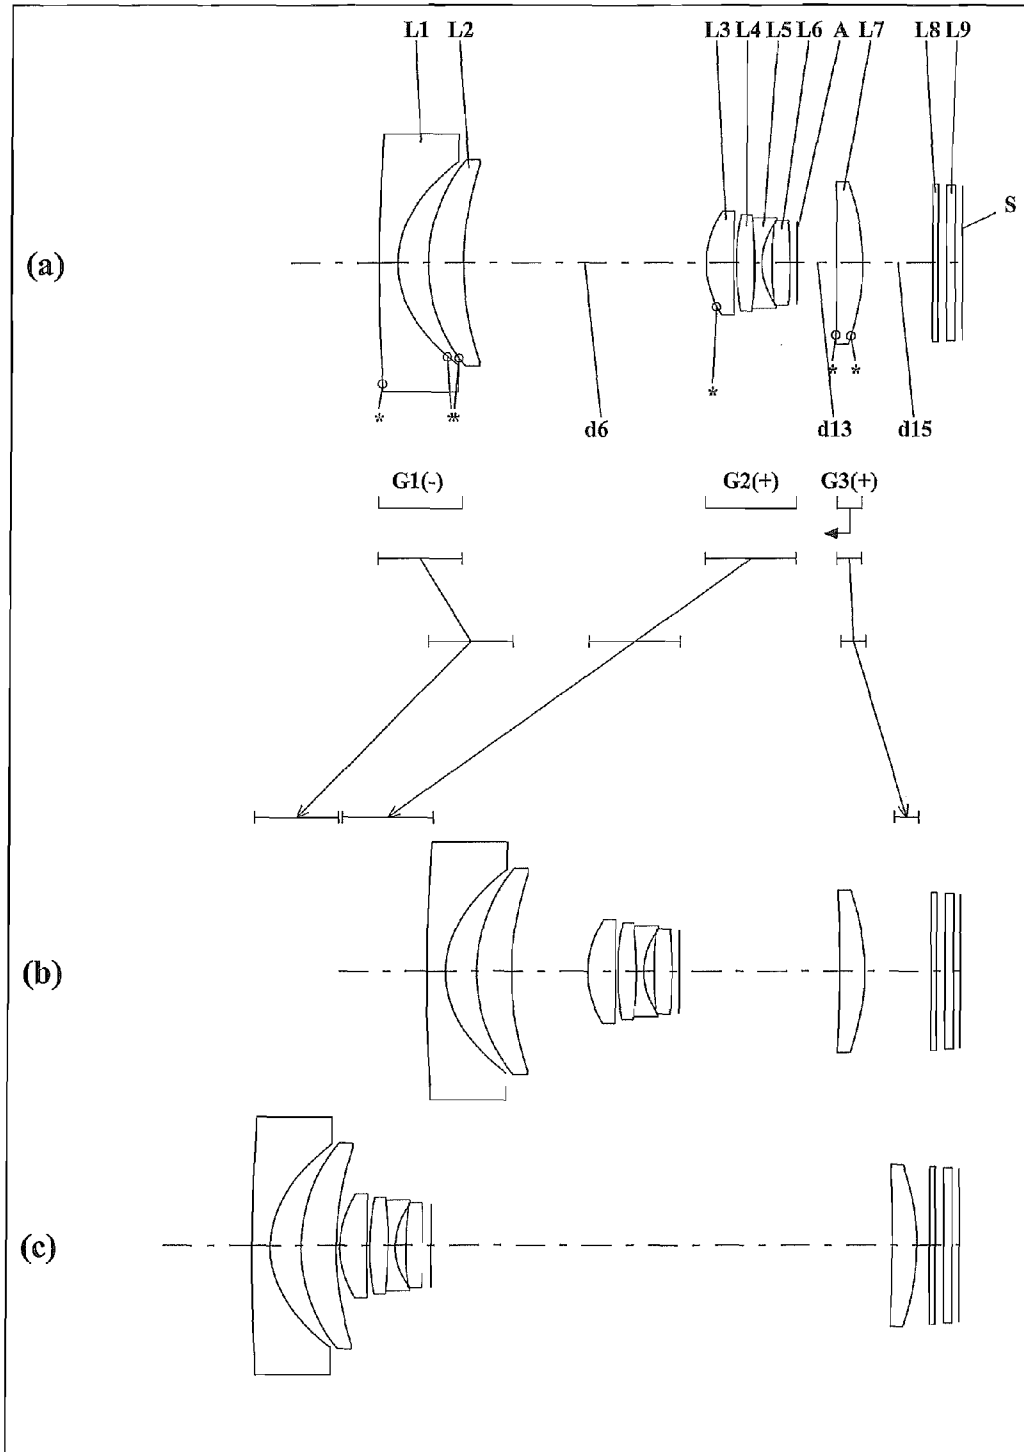 L1 L2 L3 L4 L5 L6 A L7 L8 L9
S
(a)
* ** * * *
d6 d13 d15
G1(-) G2(+) G3(+)
(b)
(c)